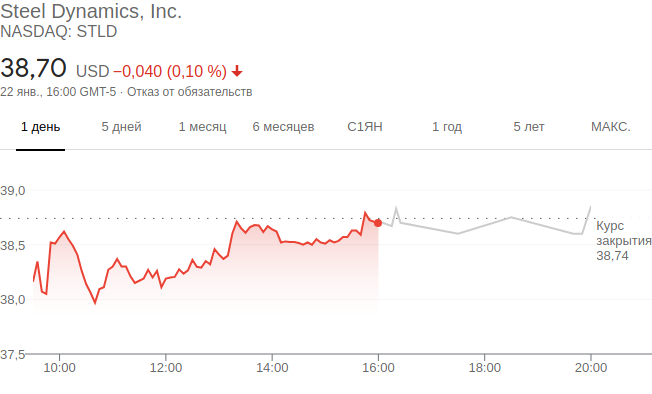 Steel Dynamics, Inc.
NASDAQ: STLD
38,70 USD −0,040 (0,10 %)
22 янв., 16:00 GMT-5 · Отказ от обязательств
1 день 5 дней 1 месяц 6 месяцев С1ЯН 1 год 5 лет МАКС.
39,0
38,5
38,0
37,5
Курс
закрытия
38,74
10:00 12:00 14:00 16:00 18:00 20:00